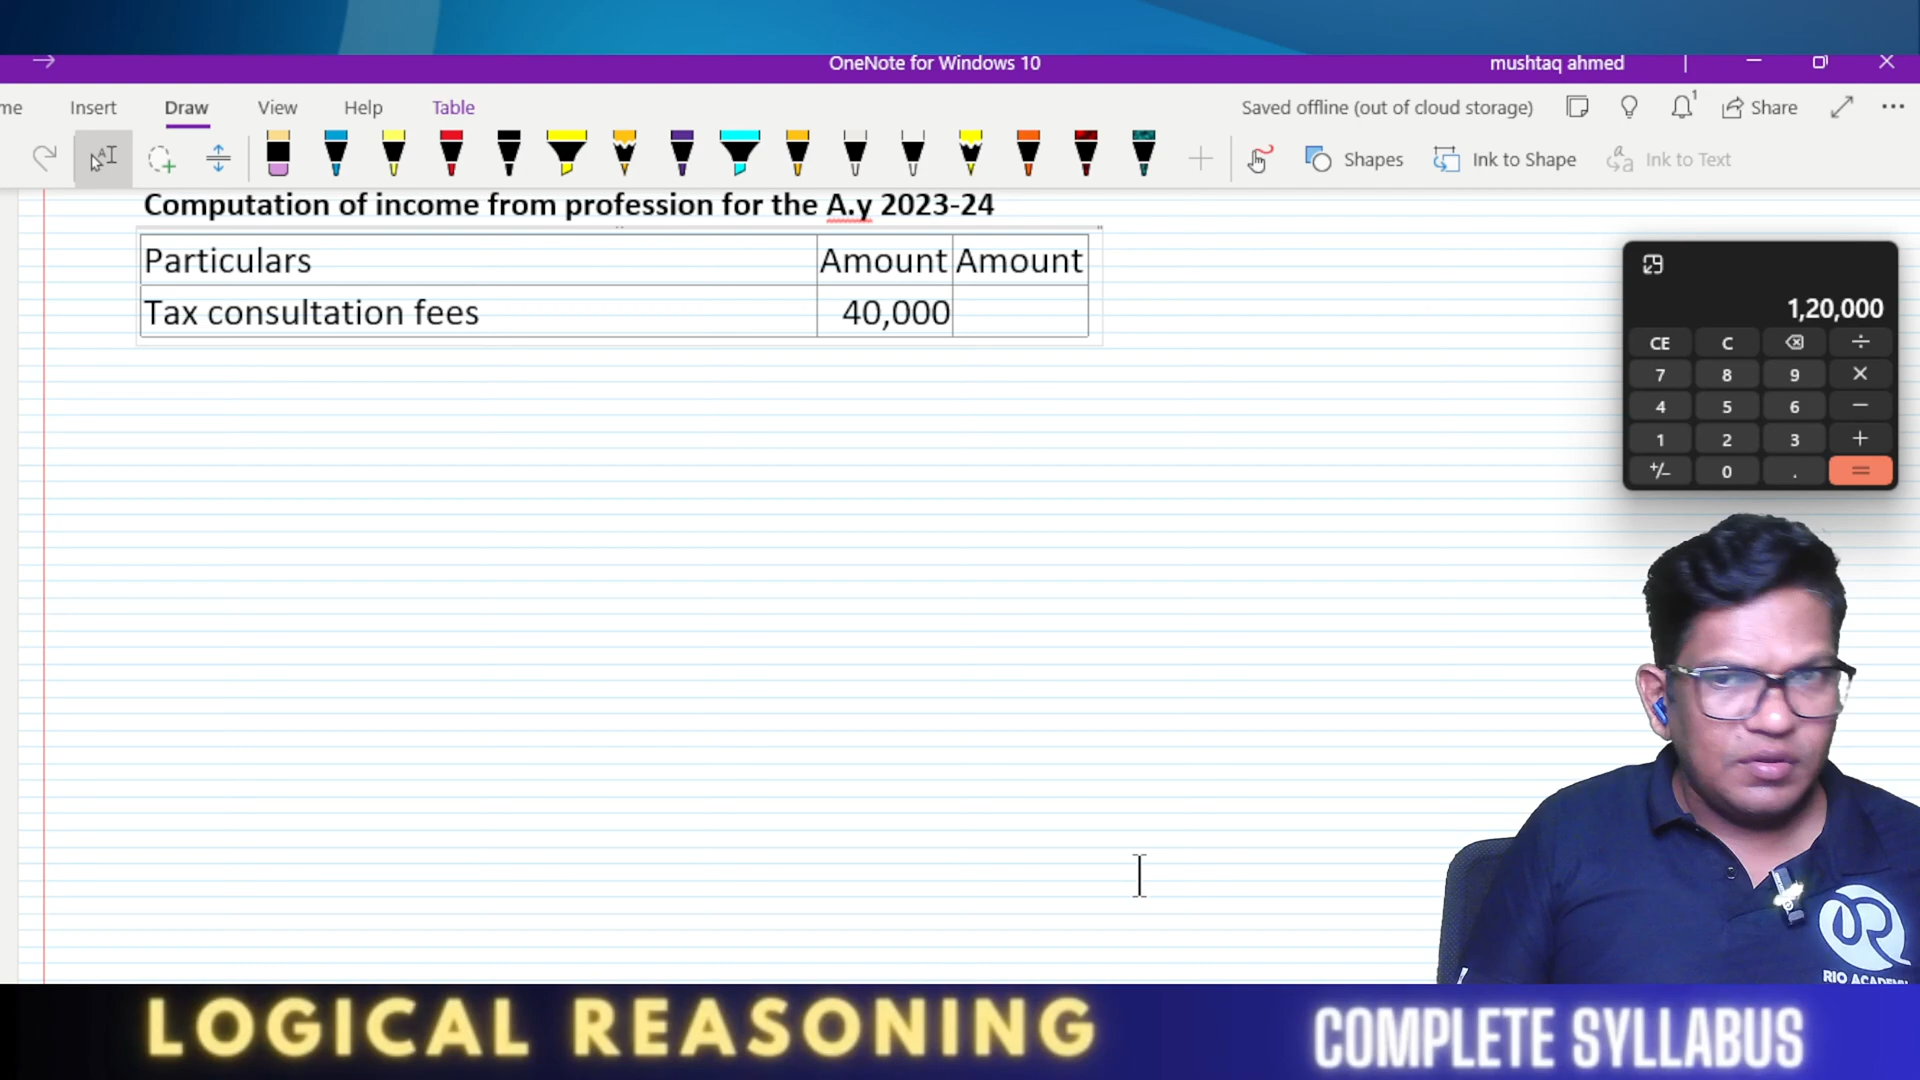 OneNote for Windows 10
mushtaq ahmed
me Insert Draw View Help Table
Saved offline (out of cloud storage)
1
Share
Shapes
Ink to Shape
Ink to Text
Computation of income from profession for the A.y 2023-24
Particulars Amount Amount
Tax consultation fees 40,000
1,20,000
CE C ÷
7 8 9 ×
4 5 6 −
1 2 3 +
+/− 0 . =
RIO ACADEMY
LOGICAL REASONING
COMPLETE SYLLABUS